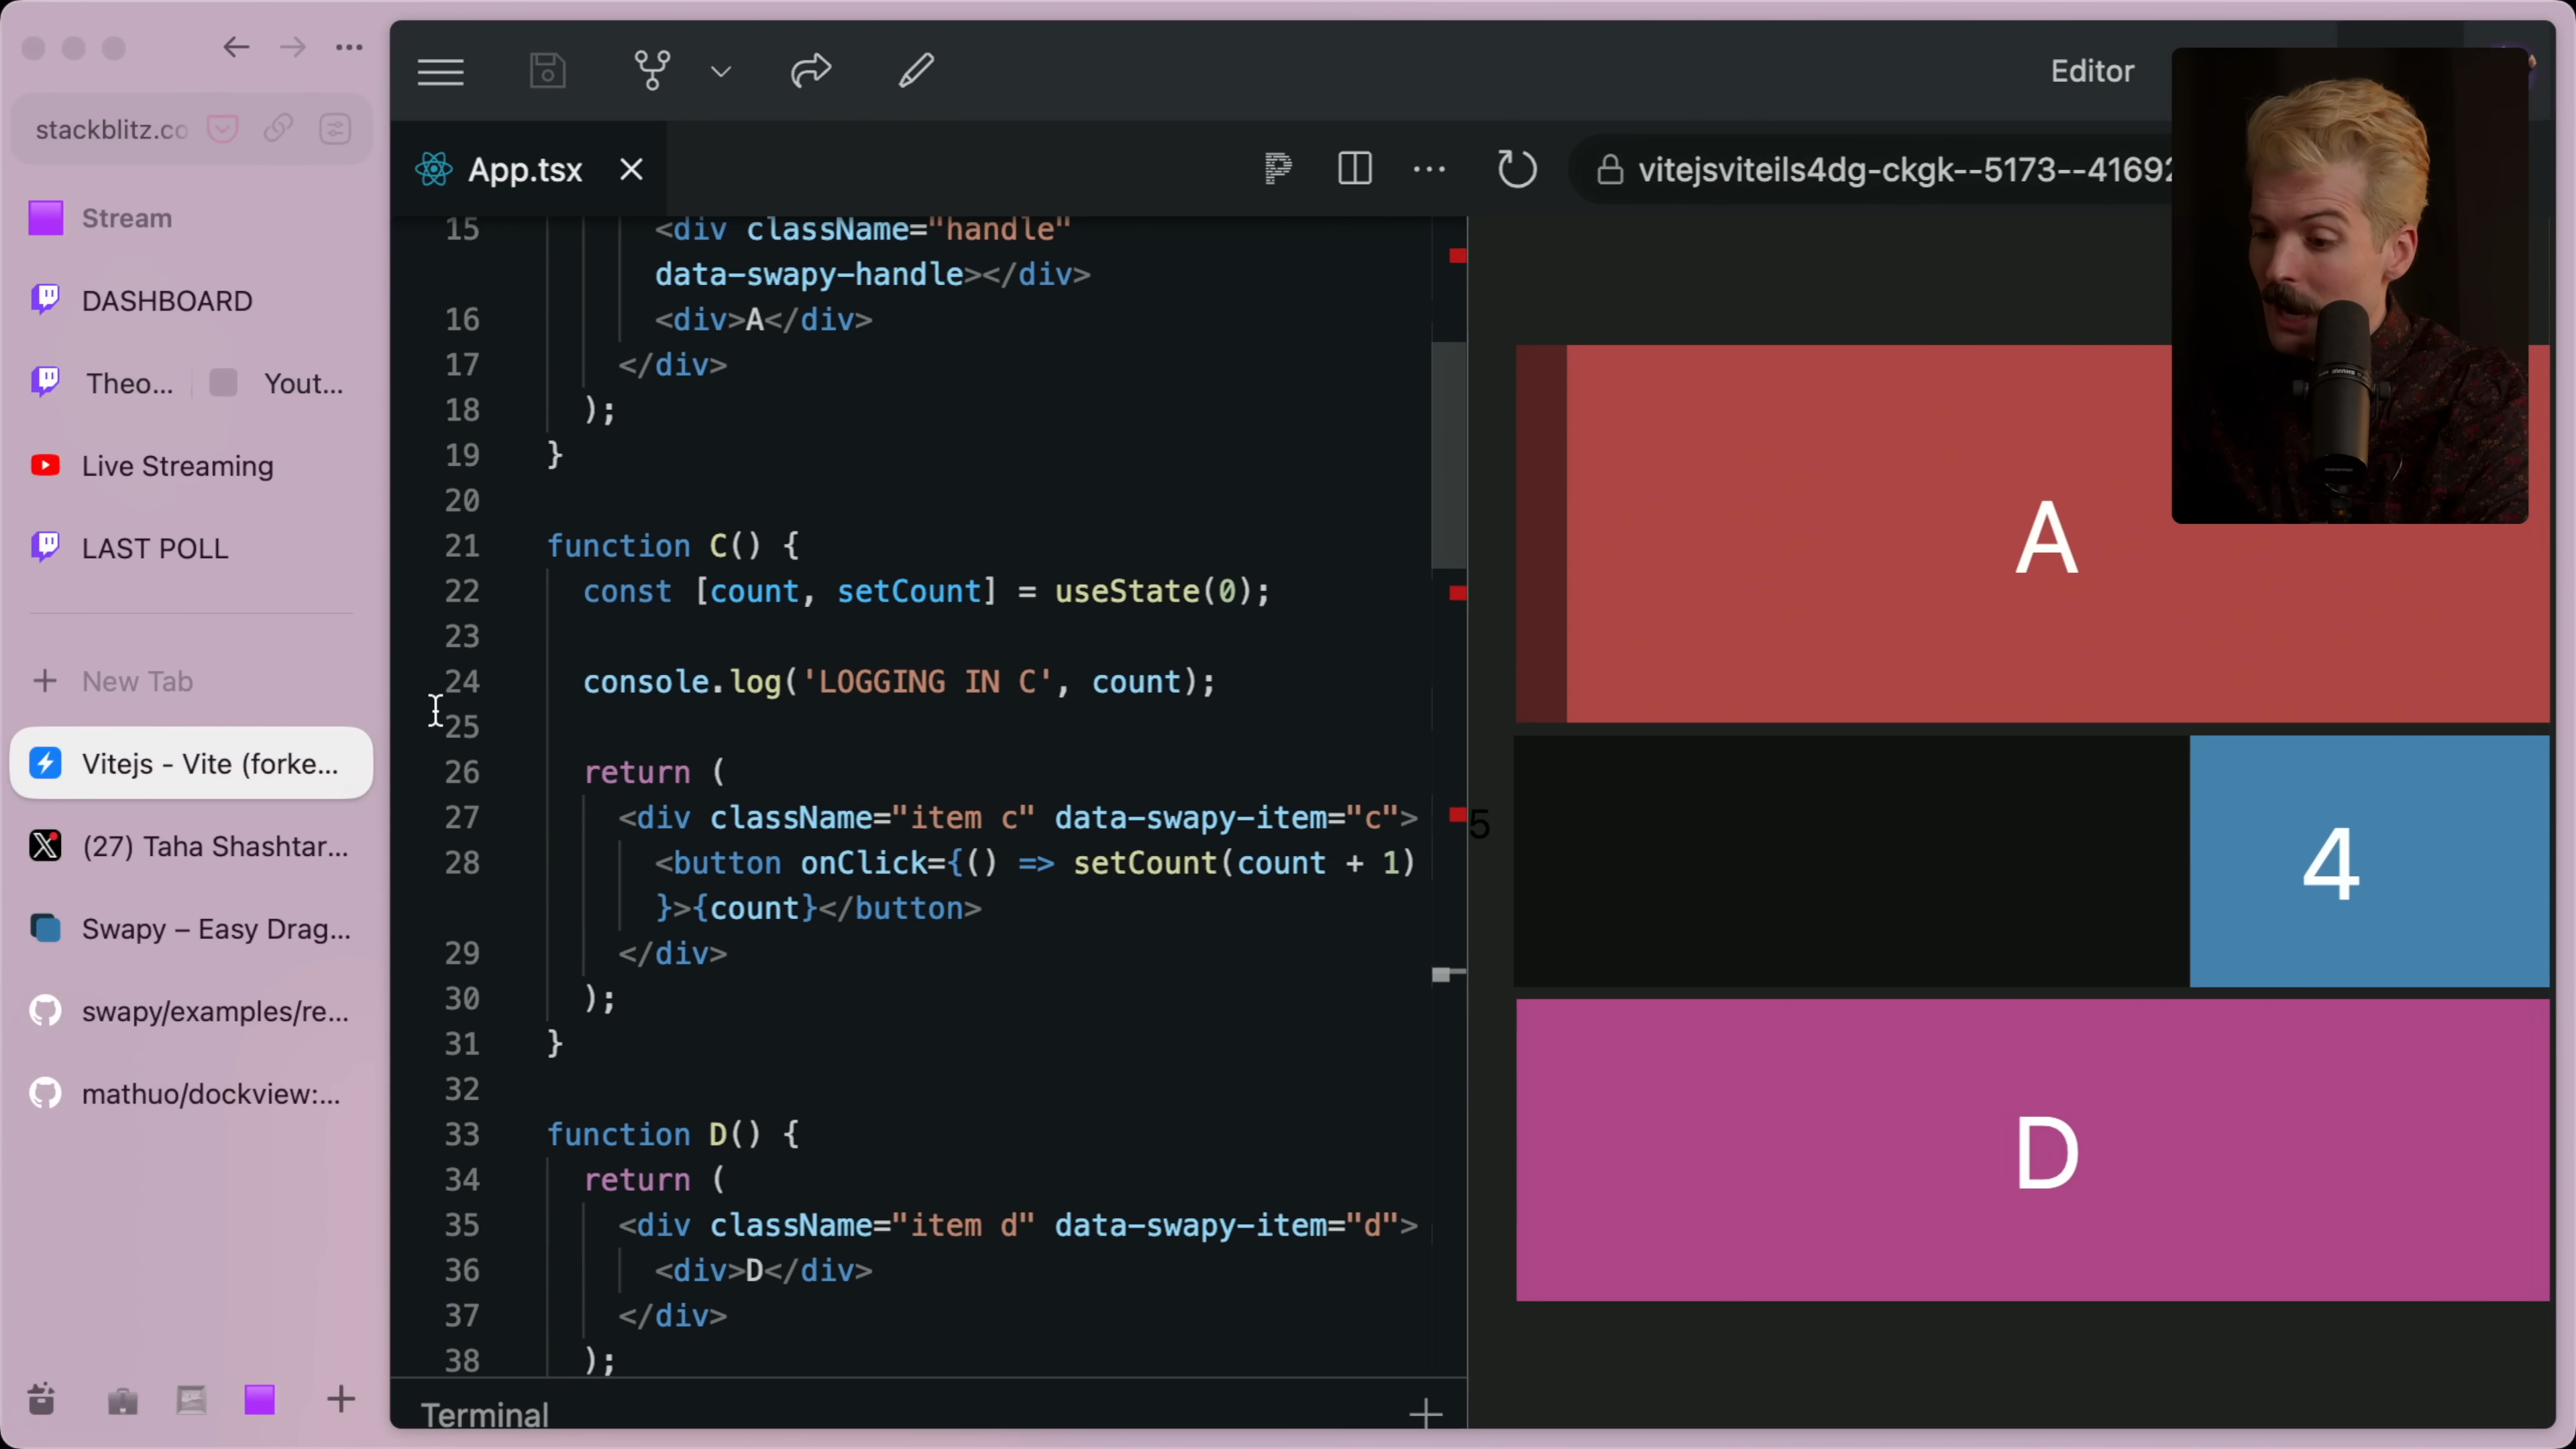 stackblitz.co
Stream
DASHBOARD
Theo...
Yout...
Live Streaming
LAST POLL
New Tab
Vitejs - Vite (forke...
(27) Taha Shashtar...
Swapy – Easy Drag...
swapy/examples/re...
mathuo/dockview:...
Editor
App.tsx
vitejsviteils4dg-ckgk--5173--41692
15 <div className="handle"
data-swapy-handle></div>
16 <div>A</div>
17 </div>
18 );
19 }
20
21 function C() {
22 const [count, setCount] = useState(0);
23
24 console.log('LOGGING IN C', count);
25
26 return (
27 <div className="item c" data-swapy-item="c">
28 <button onClick={() => setCount(count + 1)
}>{count}</button>
29 </div>
30 );
31 }
32
33 function D() {
34 return (
35 <div className="item d" data-swapy-item="d">
36 <div>D</div>
37 </div>
38 );
Terminal
A
5
4
D